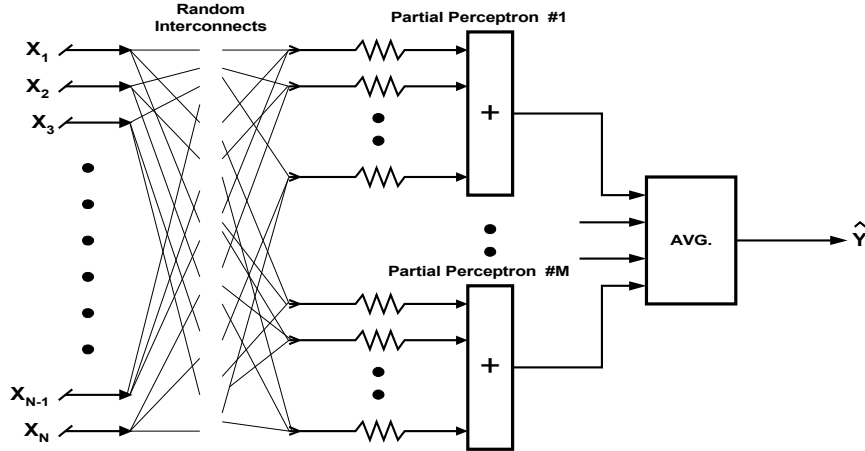 Random
Interconnects
Partial Perceptron #1
X1
X2
X3
+
AVG.
Ŷ
Partial Perceptron #M
+
XN-1
XN